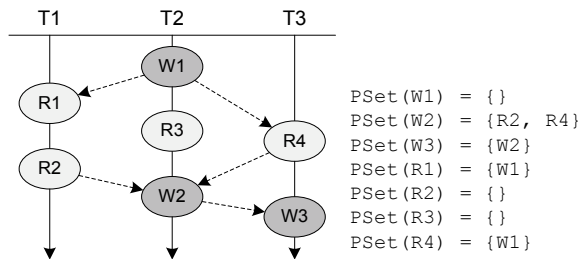 T1 T2 T3
W1
R1
R3
R4
R2
W2
W3
PSet(W1) = {}
PSet(W2) = {R2, R4}
PSet(W3) = {W2}
PSet(R1) = {W1}
PSet(R2) = {}
PSet(R3) = {}
PSet(R4) = {W1}